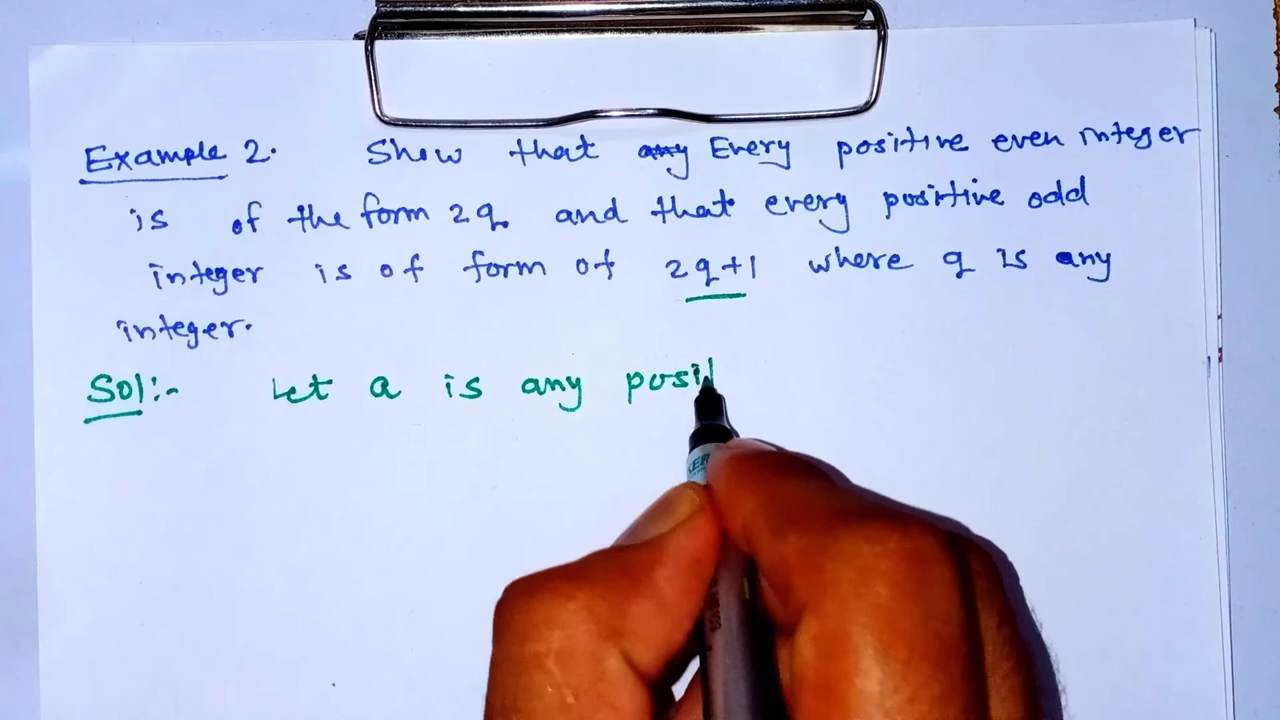 Example 2. Show that any Every positive even integer
is of the form 2q and that every positive odd
integer is of form of 2q+1 where q is any
integer.
Sol:- Let a is any posit